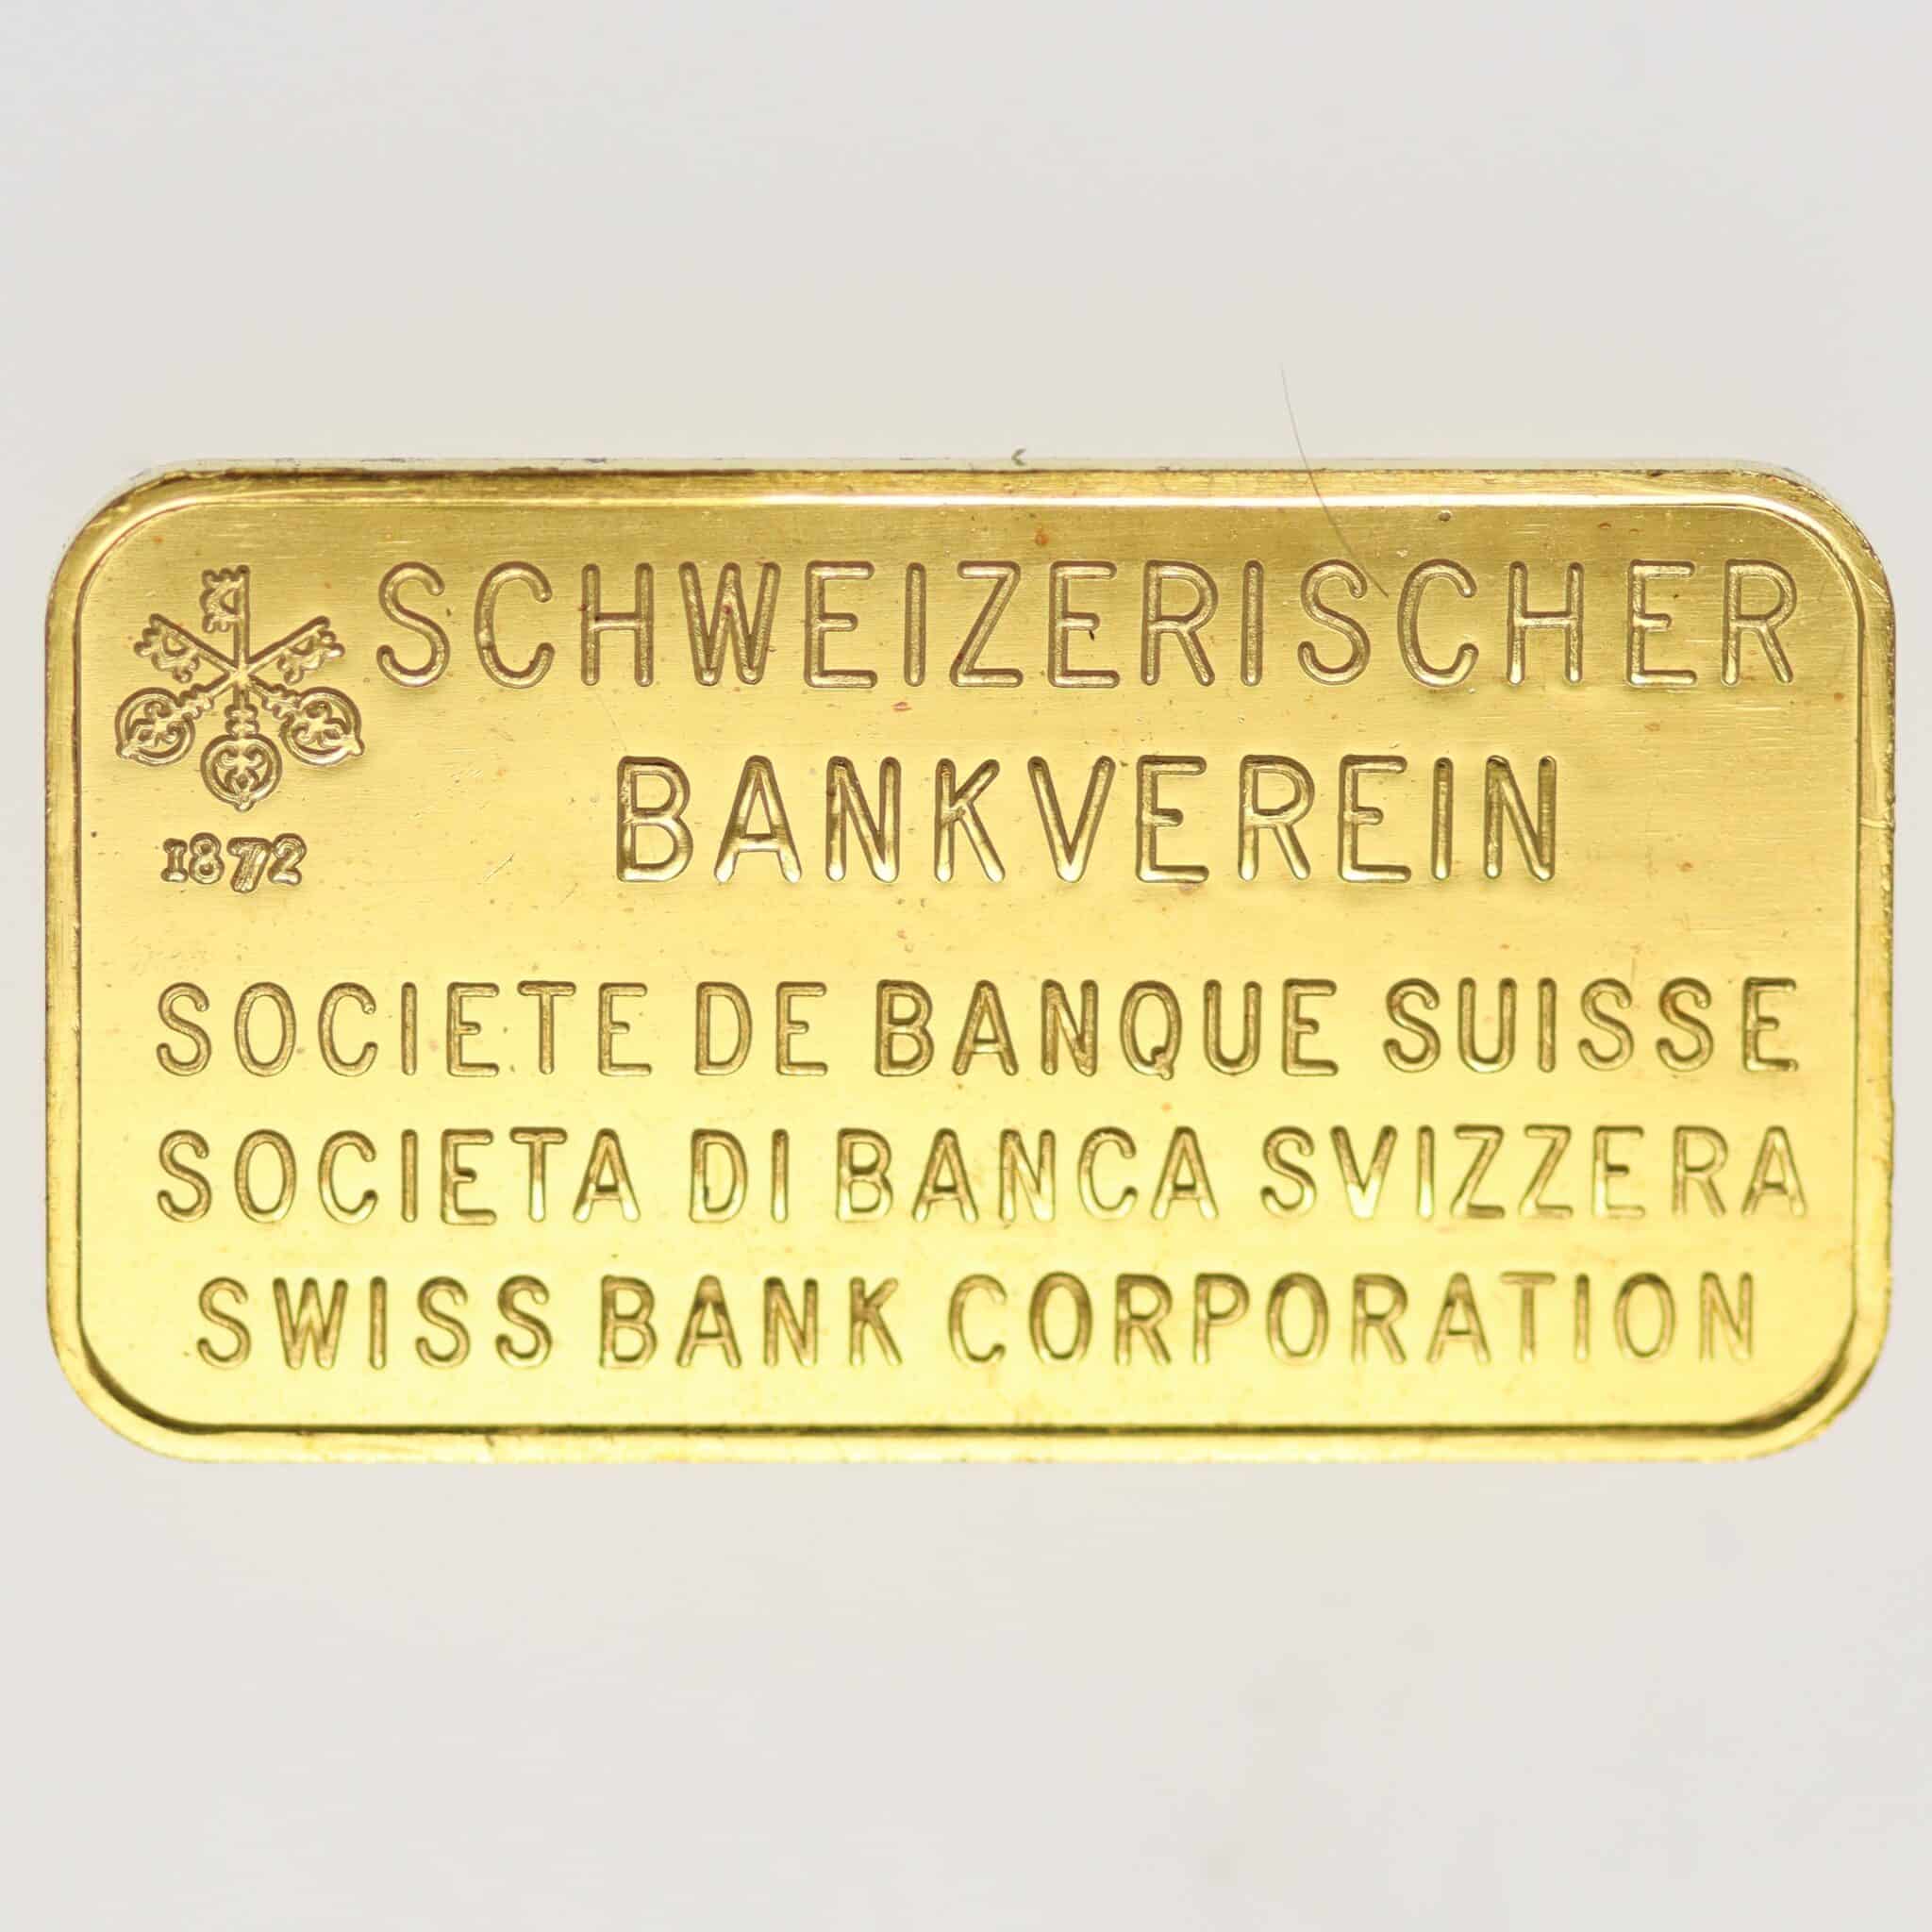 SCHWEIZERISCHER
BANKVEREIN
1872
SOCIETE DE BANQUE SUISSE
SOCIETA DI BANCA SVIZZERA
SWISS BANK CORPORATION